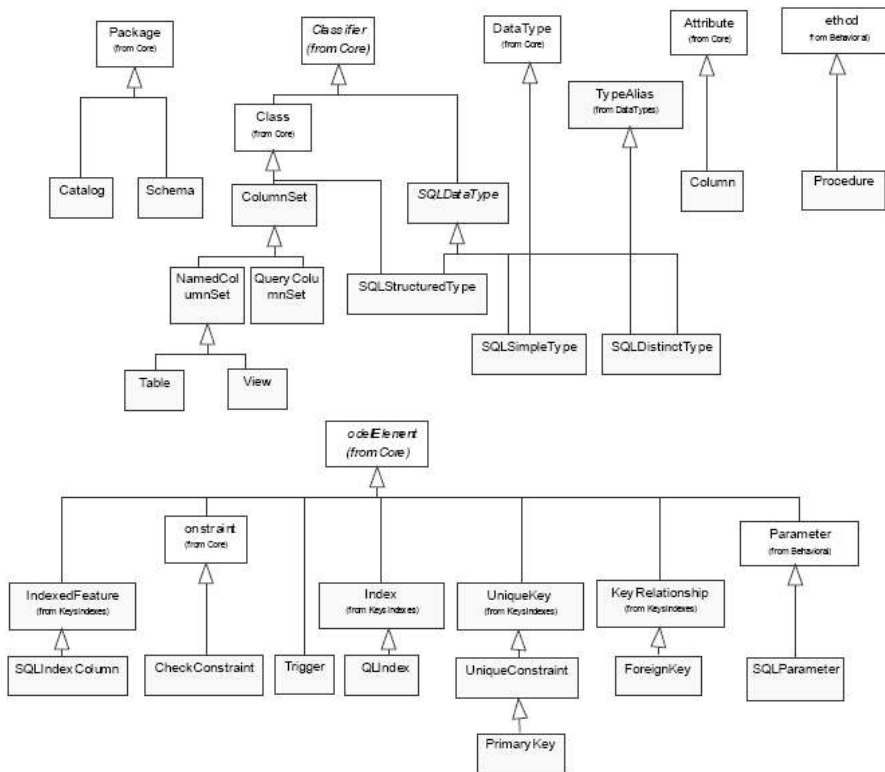 Package
(from Core)
Classifier
(from Core)
DataType
(from Core)
Attribute
(from Core)
ethod
from Behavioral)
Class
(from Core)
TypeAlias
(from DataTypes)
Catalog
Schema
ColumnSet
SQLDataType
Column
Procedure
NamedCol
umnSet
QueryColu
mnSet
SQLStructuredType
SQLSimpleType
SQLDistinctType
Table
View
odelElement
(from Core)
onstraint
(from Core)
Parameter
(from Behavioral)
IndexedFeature
(from KeysIndexes)
Index
(from KeysIndexes)
UniqueKey
(from KeysIndexes)
KeyRelationship
(from KeysIndexes)
SQLIndexColumn
CheckConstraint
Trigger
QLIndex
UniqueConstraint
ForeignKey
SQLParameter
PrimaryKey